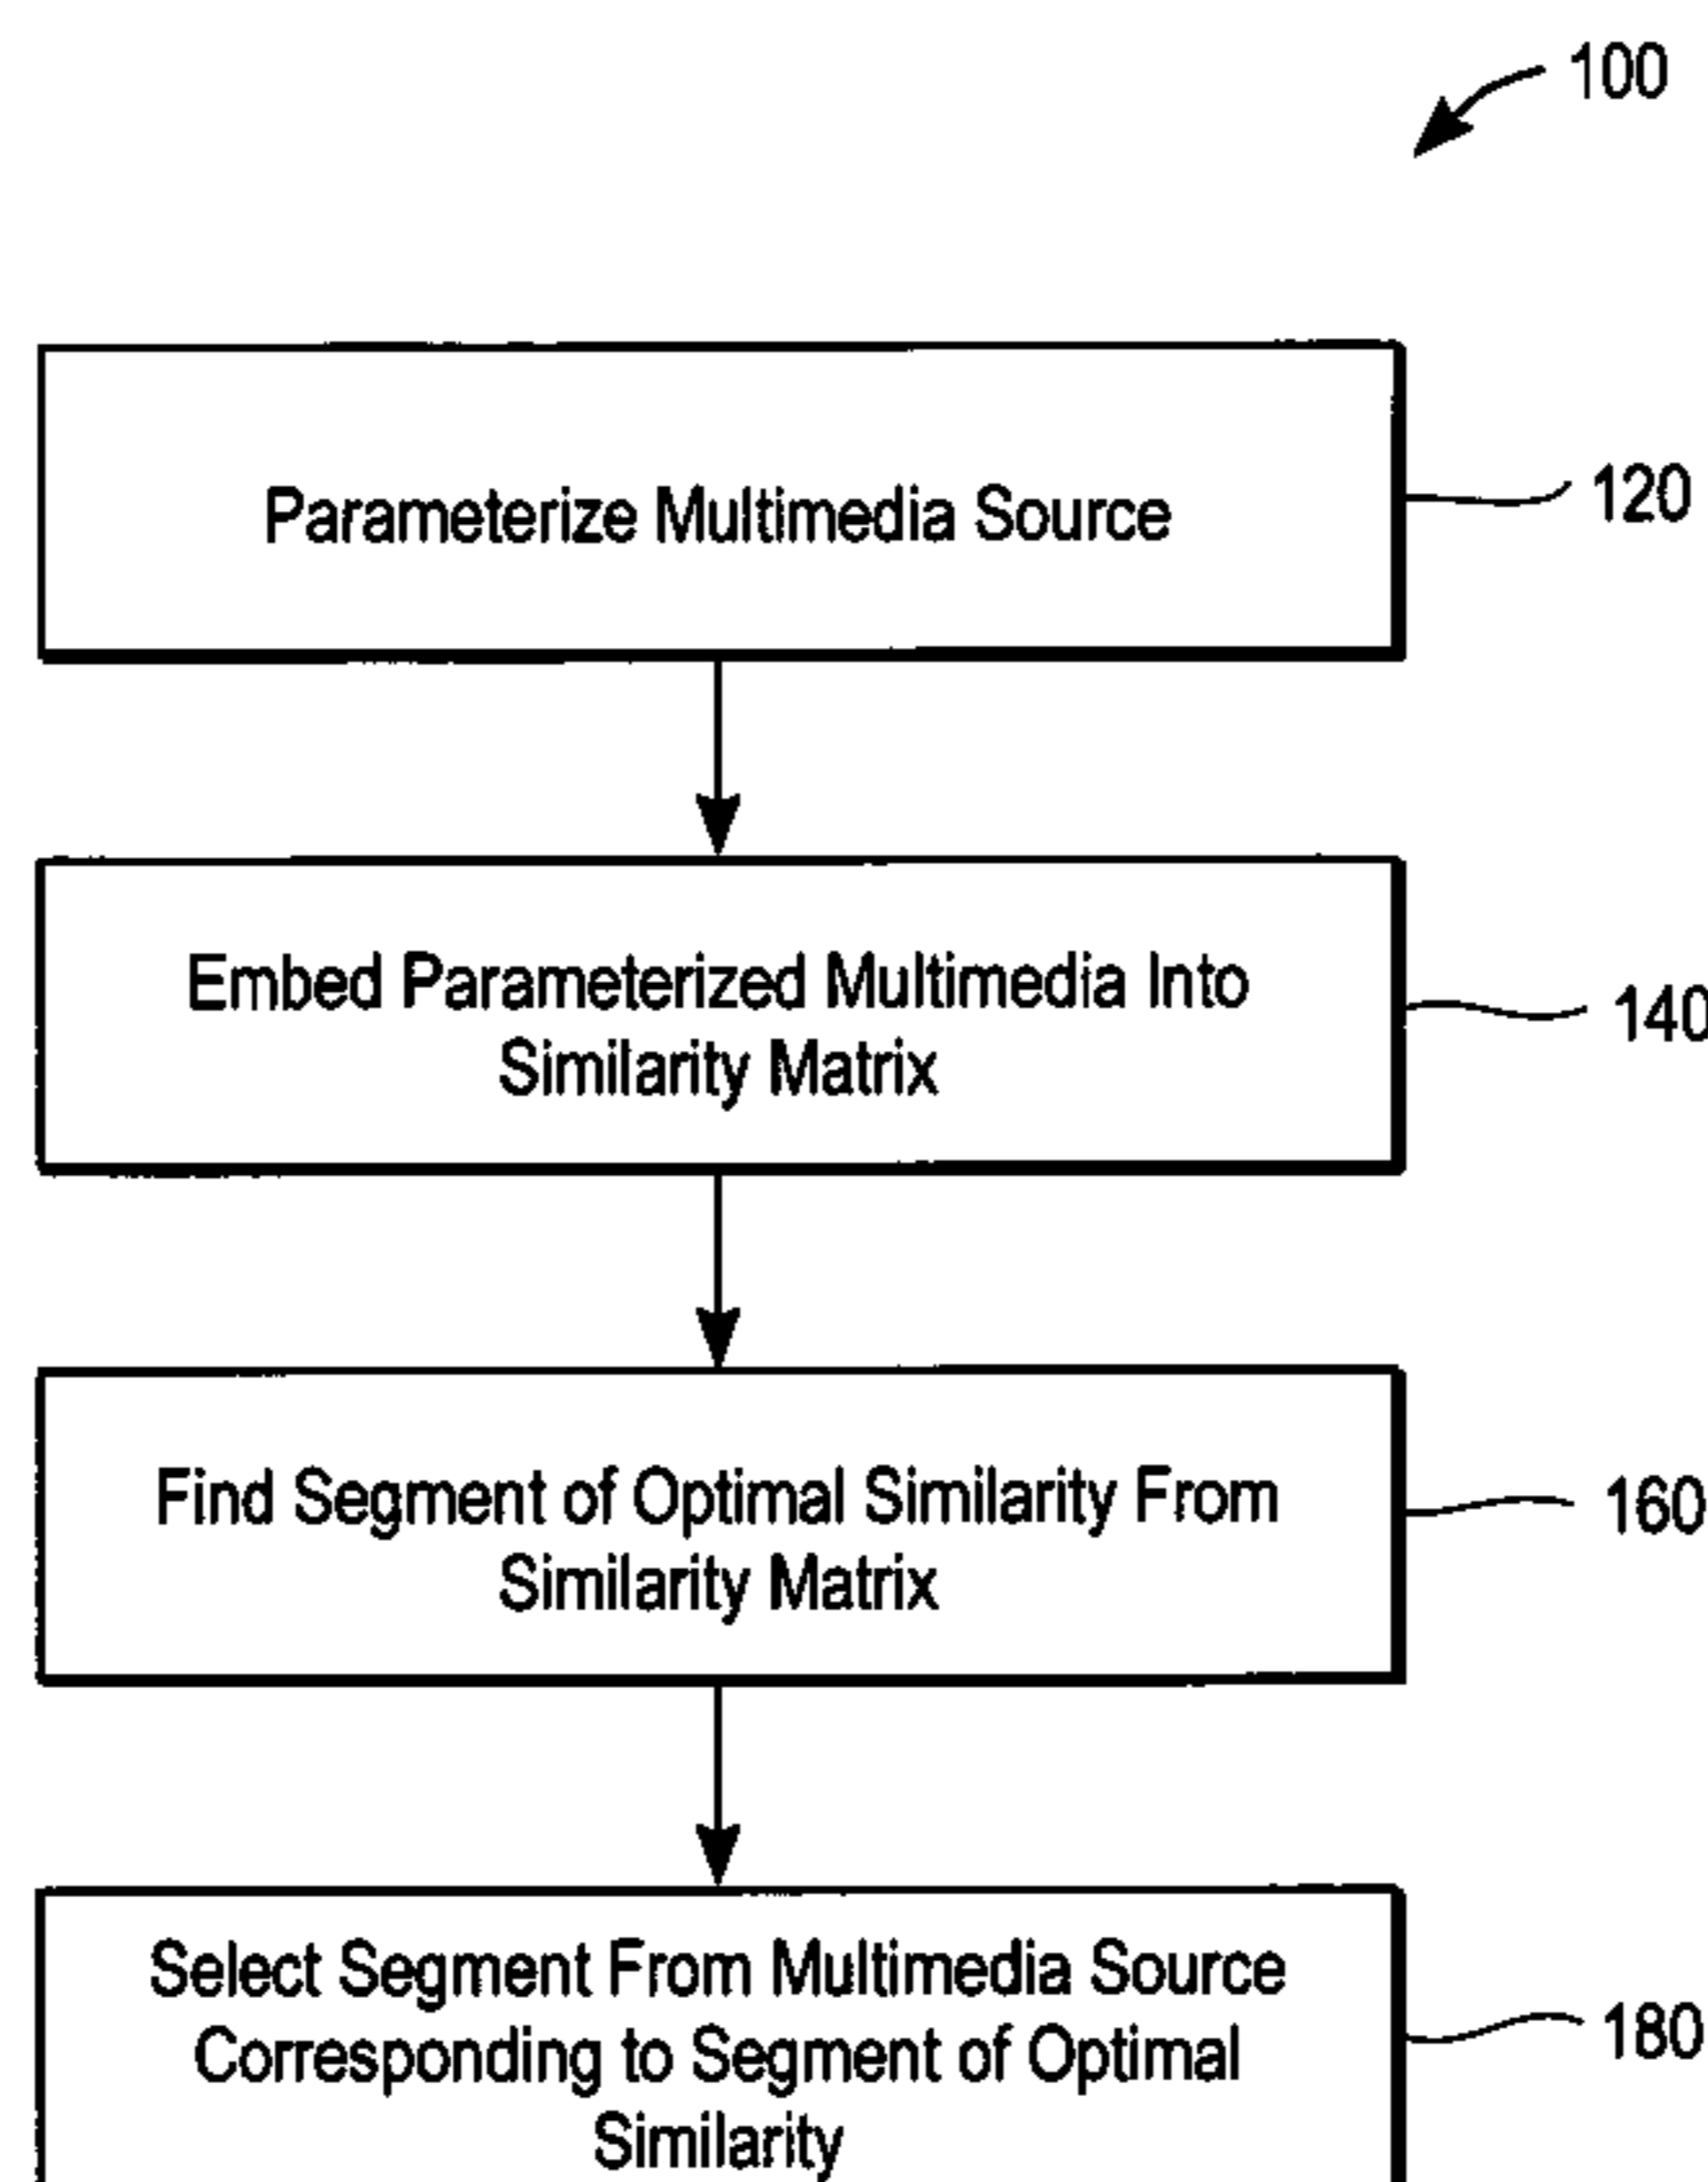 100
Parameterize Multimedia Source
120
Embed Parameterized Multimedia Into
Similarity Matrix
140
Find Segment of Optimal Similarity From
Similarity Matrix
160
Select Segment From Multimedia Source
Corresponding to Segment of Optimal
Similarity
180